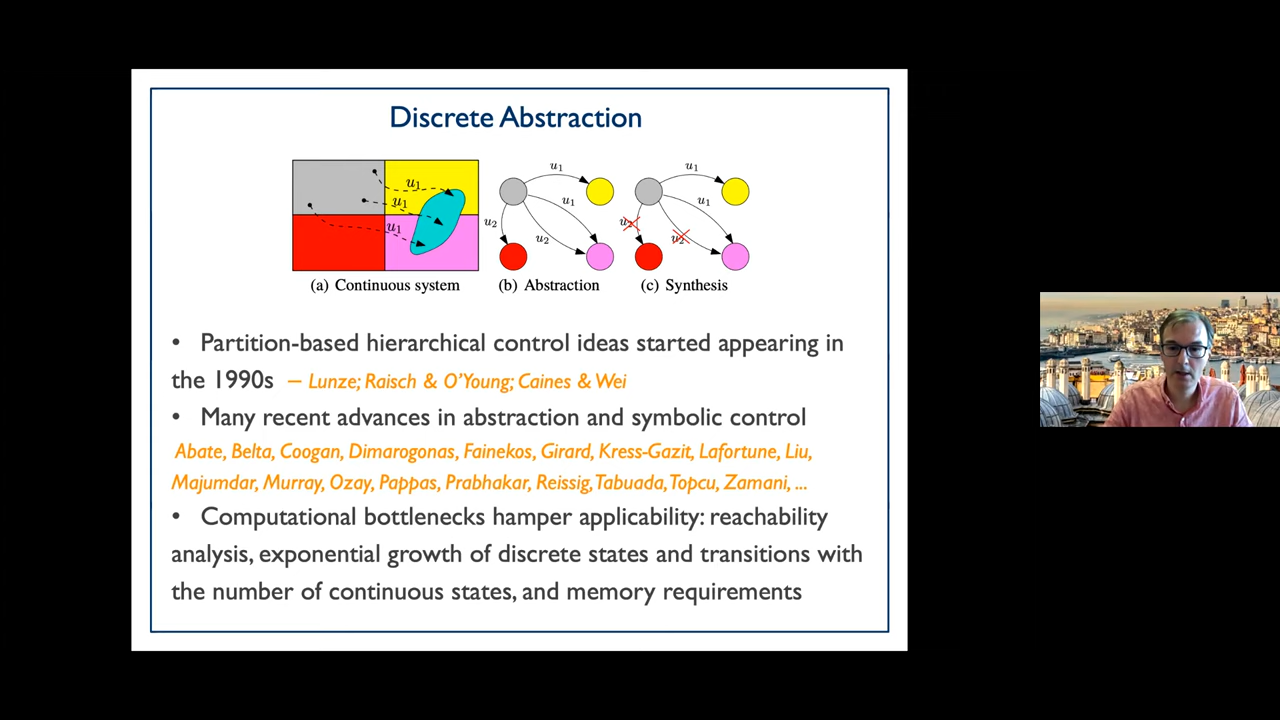 Discrete Abstraction
u1
u1
u1
(a) Continuous system
u1
u1
u2
u2
(b) Abstraction
u1
u1
u2
u2
(c) Synthesis
• Partition-based hierarchical control ideas started appearing in
the 1990s – Lunze; Raisch & O'Young; Caines & Wei
• Many recent advances in abstraction and symbolic control
Abate, Belta, Coogan, Dimarogonas, Fainekos, Girard, Kress-Gazit, Lafortune, Liu,
Majumdar, Murray, Ozay, Pappas, Prabhakar, Reissig, Tabuada, Topcu, Zamani, ...
• Computational bottlenecks hamper applicability: reachability
analysis, exponential growth of discrete states and transitions with
the number of continuous states, and memory requirements